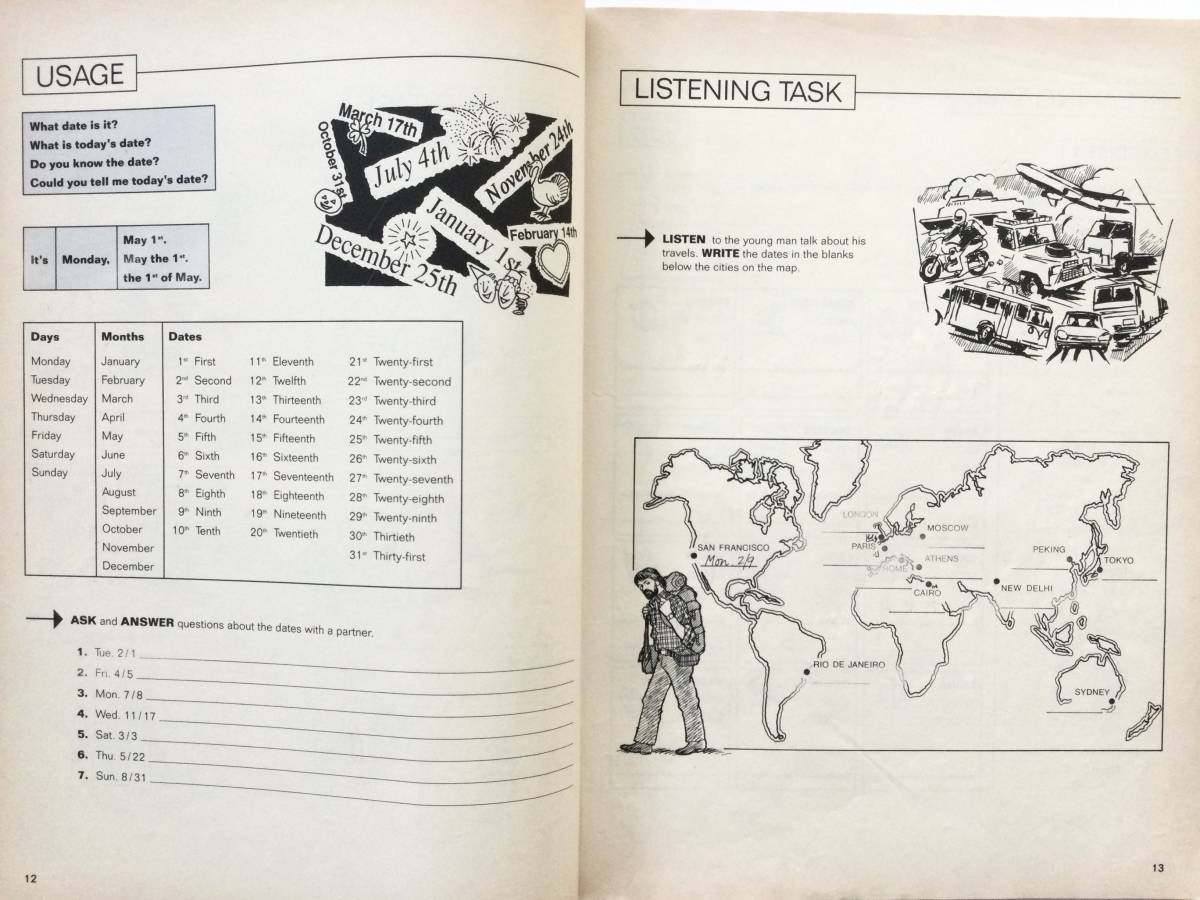 USAGE
What date is it?
What is today's date?
Do you know the date?
Could you tell me today's date?
It's Monday, May 1st.
May the 1st.
the 1st of May.
March 17th
October 31st
July 4th
November 24th
January 1st
February 14th
December 25th
Days Months Dates
Monday January 1st First 11th Eleventh 21st Twenty-first
Tuesday February 2nd Second 12th Twelfth 22nd Twenty-second
Wednesday March 3rd Third 13th Thirteenth 23rd Twenty-third
Thursday April 4th Fourth 14th Fourteenth 24th Twenty-fourth
Friday May 5th Fifth 15th Fifteenth 25th Twenty-fifth
Saturday June 6th Sixth 16th Sixteenth 26th Twenty-sixth
Sunday July 7th Seventh 17th Seventeenth 27th Twenty-seventh
August 8th Eighth 18th Eighteenth 28th Twenty-eighth
September 9th Ninth 19th Nineteenth 29th Twenty-ninth
October 10th Tenth 20th Twentieth 30th Thirtieth
November 31st Thirty-first
December
ASK and ANSWER questions about the dates with a partner.
1. Tue. 2/1
2. Fri. 4/5
3. Mon. 7/8
4. Wed. 11/17
5. Sat. 3/3
6. Thu. 5/22
7. Sun. 8/31
12
LISTENING TASK
LISTEN to the young man talk about his
travels. WRITE the dates in the blanks
below the cities on the map.
LONDON
MOSCOW
SAN FRANCISCO
Mon 2/9
PARIS
PEKING
ROME
ATHENS
TOKYO
CAIRO
NEW DELHI
RIO DE JANEIRO
SYDNEY
13